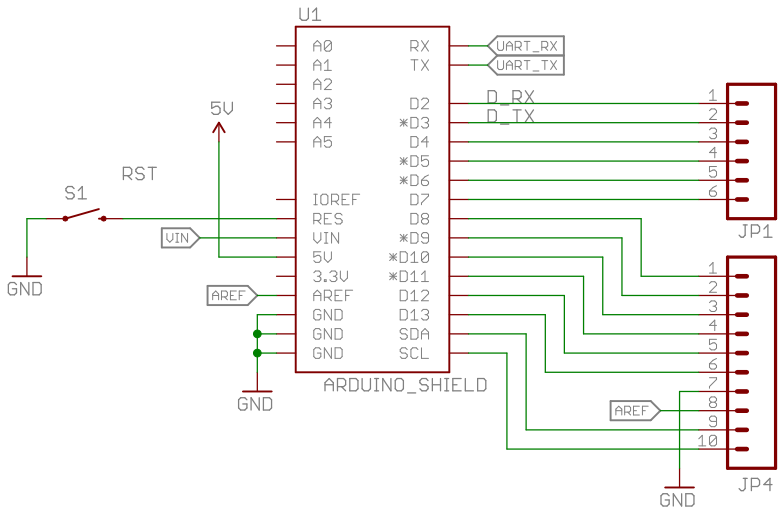 U1
A0
A1
A2
A3
A4
A5
IOREF
RES
VIN
5V
3.3V
AREF
GND
GND
GND
RX
TX
D2
*D3
D4
*D5
*D6
D7
D8
*D9
*D10
*D11
D12
D13
SDA
SCL
ARDUINO_SHIELD
5V
RST
S1
GND
VIN
AREF
GND
UART_RX
UART_TX
D_RX
D_TX
1
2
3
4
5
6
JP1
1
2
3
4
5
6
7
8
9
10
JP4
AREF
GND